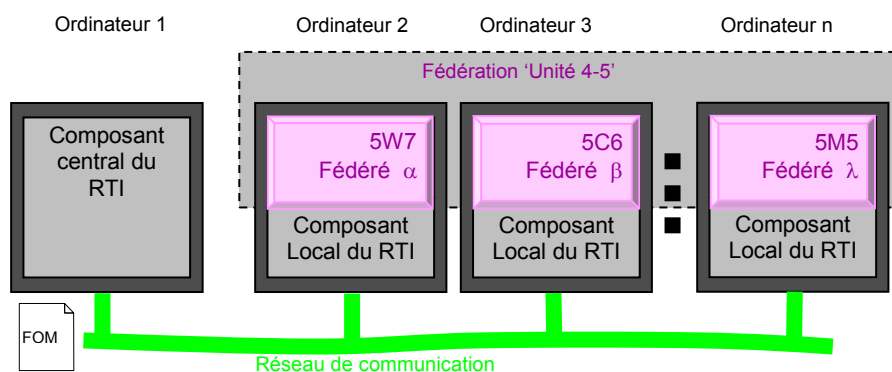 Ordinateur 1
Ordinateur 2
Ordinateur 3
Ordinateur n
Fédération ‘Unité 4-5’
Composant
central du
RTI
5W7
Fédéré α
Composant
Local du RTI
5C6
Fédéré β
Composant
Local du RTI
5M5
Fédéré λ
Composant
Local du RTI
FOM
Réseau de communication